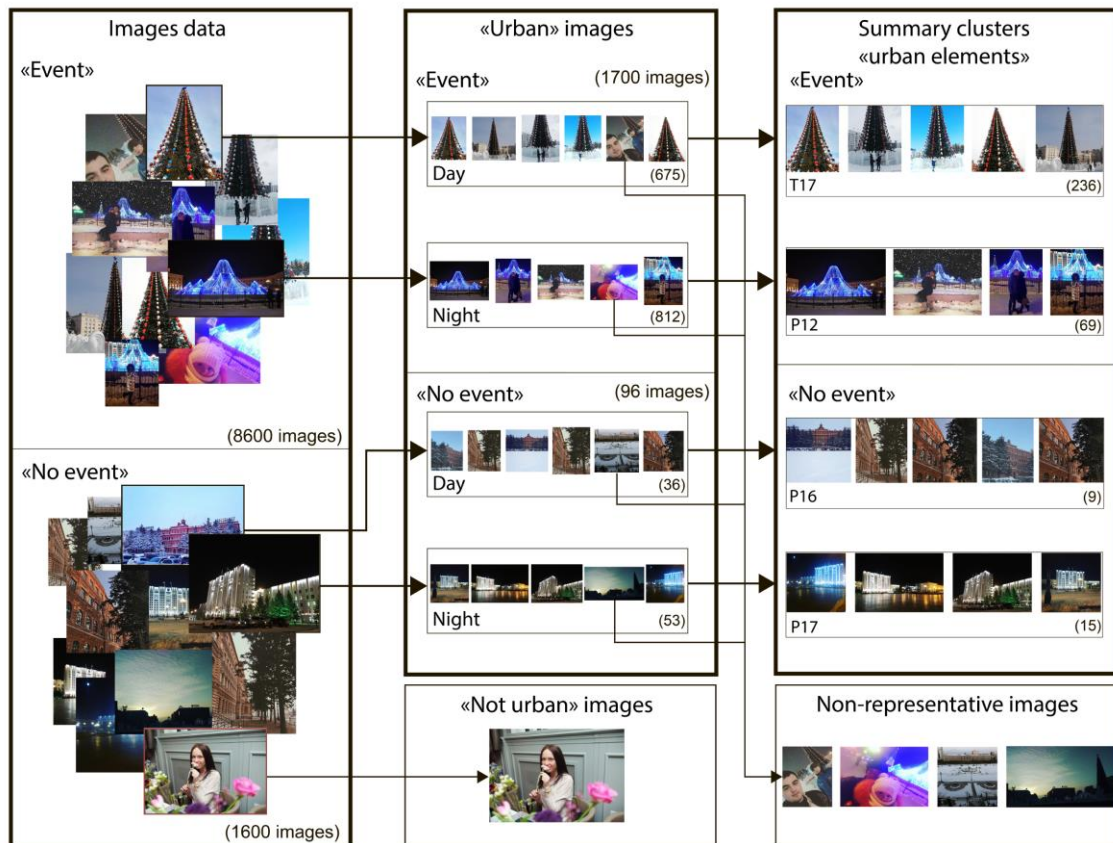 Images data
«Event»
(8600 images)
«No event»
(1600 images)
«Urban» images
«Event»
(1700 images)
Day
(675)
Night
(812)
«No event»
(96 images)
Day
(36)
Night
(53)
«Not urban» images
Summary clusters
«urban elements»
«Event»
T17
(236)
P12
(69)
«No event»
P16
(9)
P17
(15)
Non-representative images